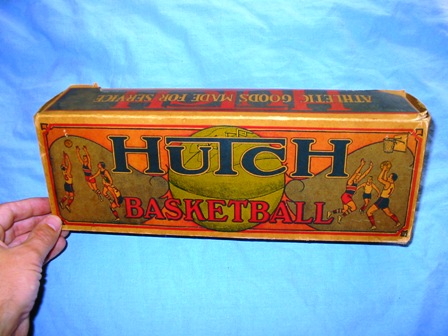 ATHLETIC GOODS MADE FOR SERVICE
HUTCH
BASKETBALL